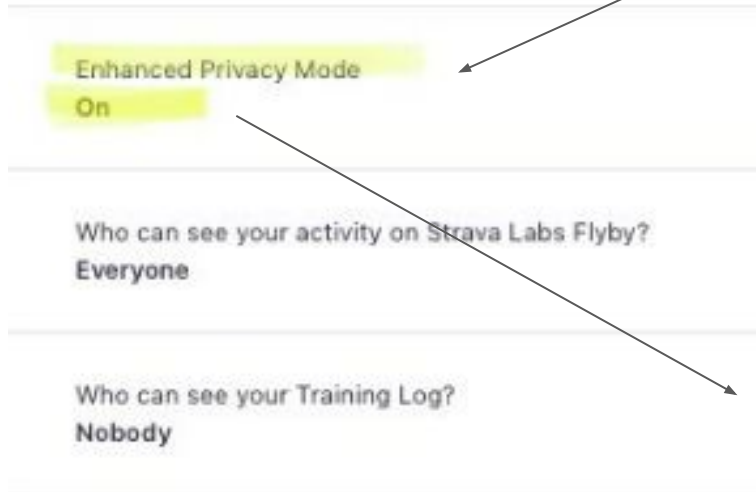 Enhanced Privacy Mode
On
Who can see your activity on Strava Labs Flyby?
Everyone
Who can see your Training Log?
Nobody